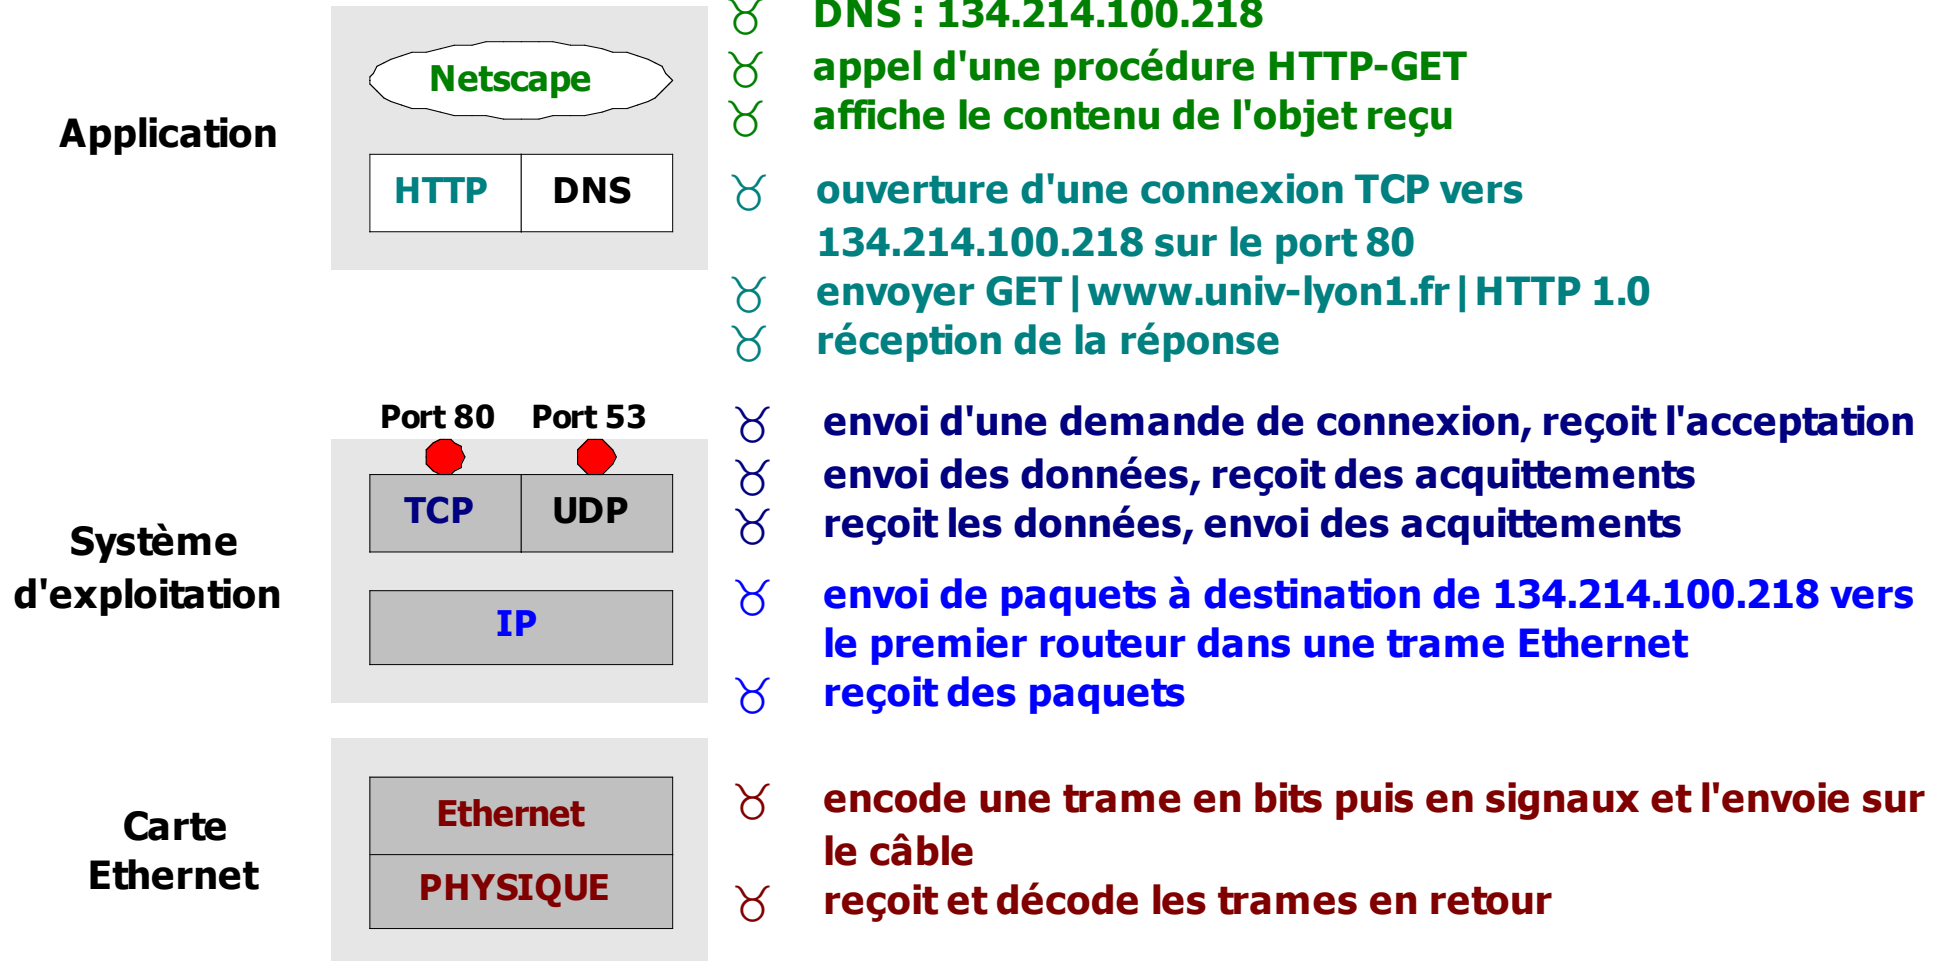 DNS : 134.214.100.218
Netscape
appel d'une procédure HTTP-GET
affiche le contenu de l'objet reçu
Application
HTTP
DNS
ouverture d'une connexion TCP vers
134.214.100.218 sur le port 80
envoyer GET|www.univ-lyon1.fr|HTTP 1.0
réception de la réponse
Port 80
Port 53
envoi d'une demande de connexion, reçoit l'acceptation
envoi des données, reçoit des acquittements
TCP
UDP
reçoit les données, envoi des acquittements
Système
d'exploitation
envoi de paquets à destination de 134.214.100.218 vers
IP
le premier routeur dans une trame Ethernet
reçoit des paquets
Carte
Ethernet
Ethernet
PHYSIQUE
encode une trame en bits puis en signaux et l'envoie sur
le câble
reçoit et décode les trames en retour